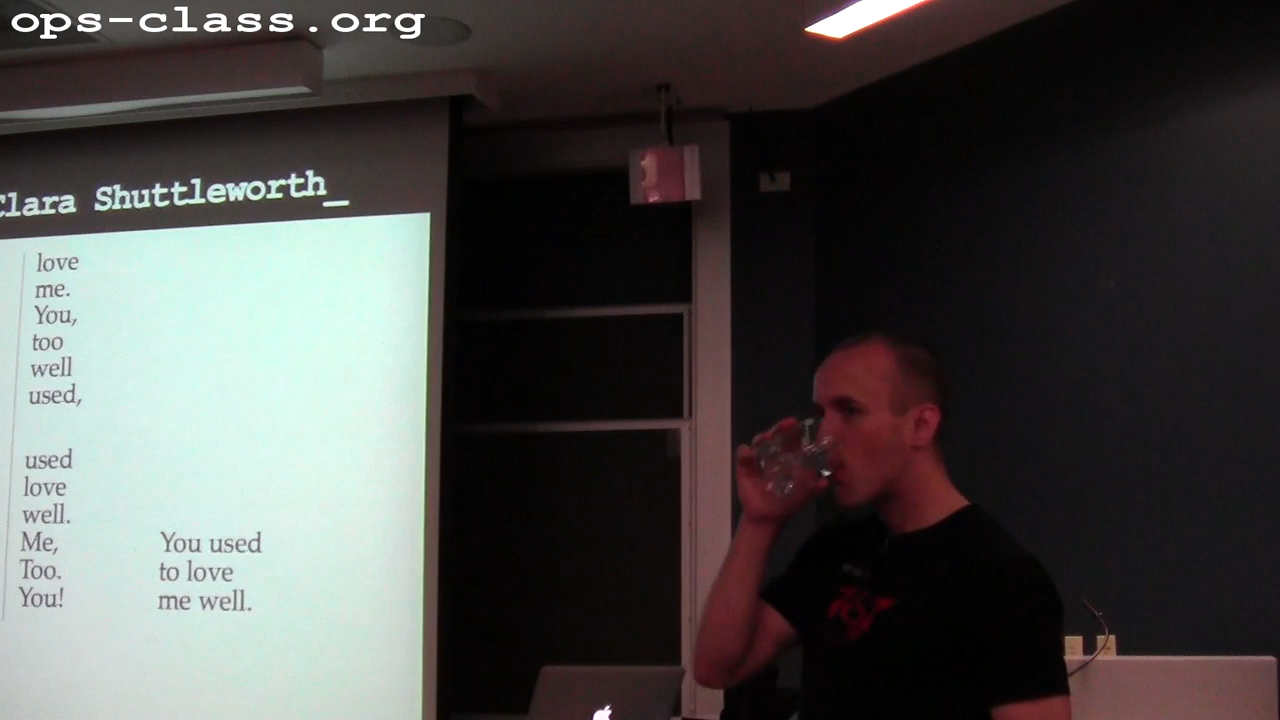 ops-class.org
Clara Shuttleworth_
love
me.
You,
too
well
used,
used
love
well.
Me,
Too.
You!
You used
to love
me well.